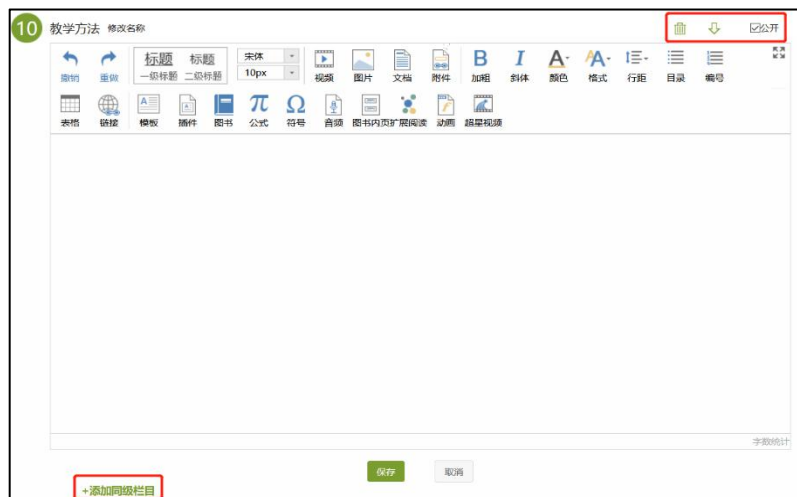 10 教学方法 修改名称 公开
标题 标题 宋体
撤销 重做 一级标题 二级标题 10px 视频 图片 文档 附件 B 加粗 I 斜体 A 颜色 AA 格式 行距 目录 编号
表格 链接 模板 插件 图书 π 公式 Ω 符号 音频 图书内页 扩展阅读 动画 超星视频
字数统计
保存 取消
+添加同级栏目